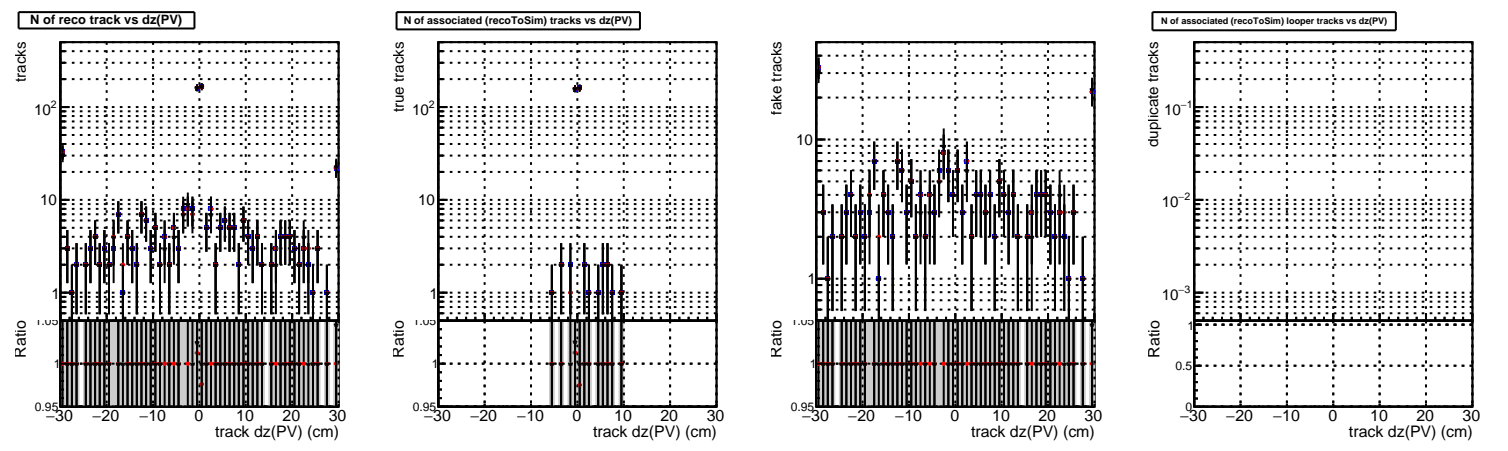 N of reco track vs dz(PV)
tracks
10²
10
1
Ratio
1.05
1
0.95
−30 −20 −10 0 10 20 30
track dz(PV) (cm)
N of associated (recoToSim) tracks vs dz(PV)
true tracks
10²
10
1
Ratio
1.05
1
0.95
−30 −20 −10 0 10 20 30
track dz(PV) (cm)
fake tracks
10
1
Ratio
1.05
1
0.95
−30 −20 −10 0 10 20 30
track dz(PV) (cm)
N of associated (recoToSim) looper tracks vs dz(PV)
duplicate tracks
10⁻¹
10⁻²
10⁻³
Ratio
1
0.5
0
−30 −20 −10 0 10 20 30
track dz(PV) (cm)